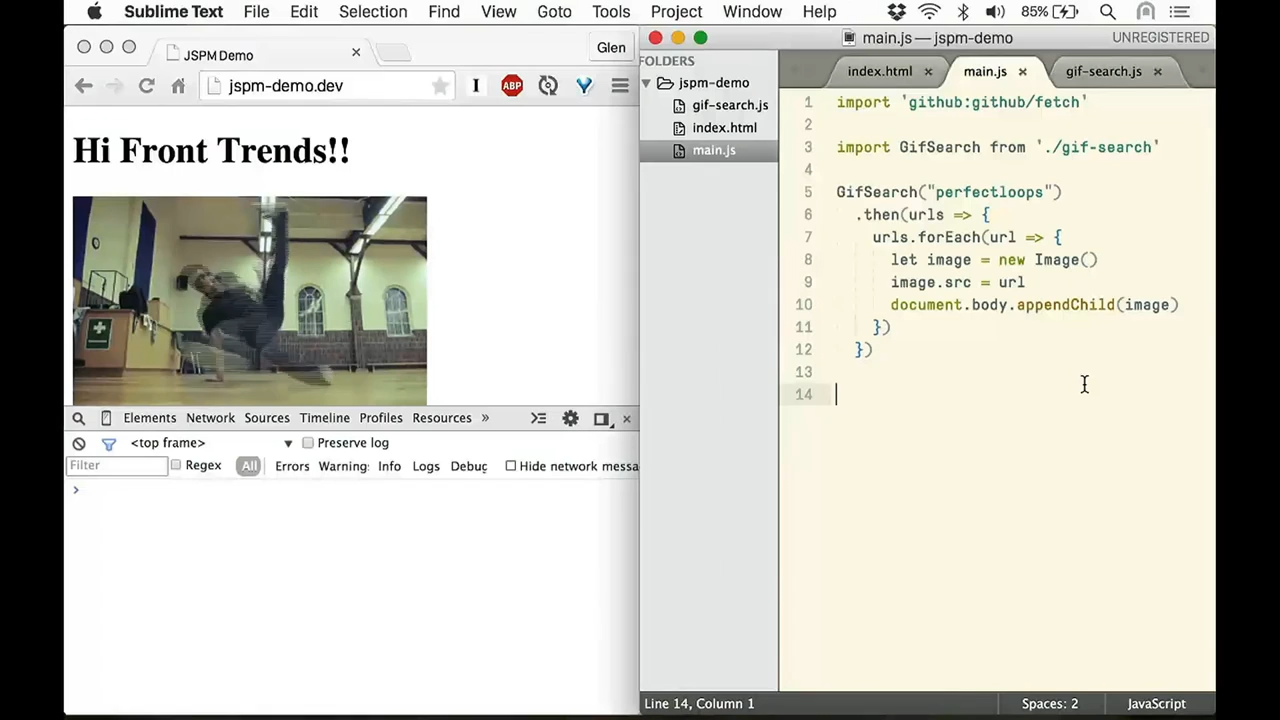 Sublime Text File Edit Selection Find View Goto Tools Project Window Help 85%
JSPM Demo
Glen
jspm-demo.dev
ABP
Hi Front Trends!!
Elements Network Sources Timeline Profiles Resources »
<top frame> Preserve log
Filter Regex All Errors Warning: Info Logs Debug Hide network messa
main.js — jspm-demo UNREGISTERED
FOLDERS
jspm-demo
gif-search.js
index.html
main.js
index.html main.js gif-search.js
1 import 'github:github/fetch'
2
3 import GifSearch from './gif-search'
4
5 GifSearch("perfectloops")
6 .then(urls => {
7 urls.forEach(url => {
8 let image = new Image()
9 image.src = url
10 document.body.appendChild(image)
11 })
12 })
13
14
Line 14, Column 1 Spaces: 2 JavaScript